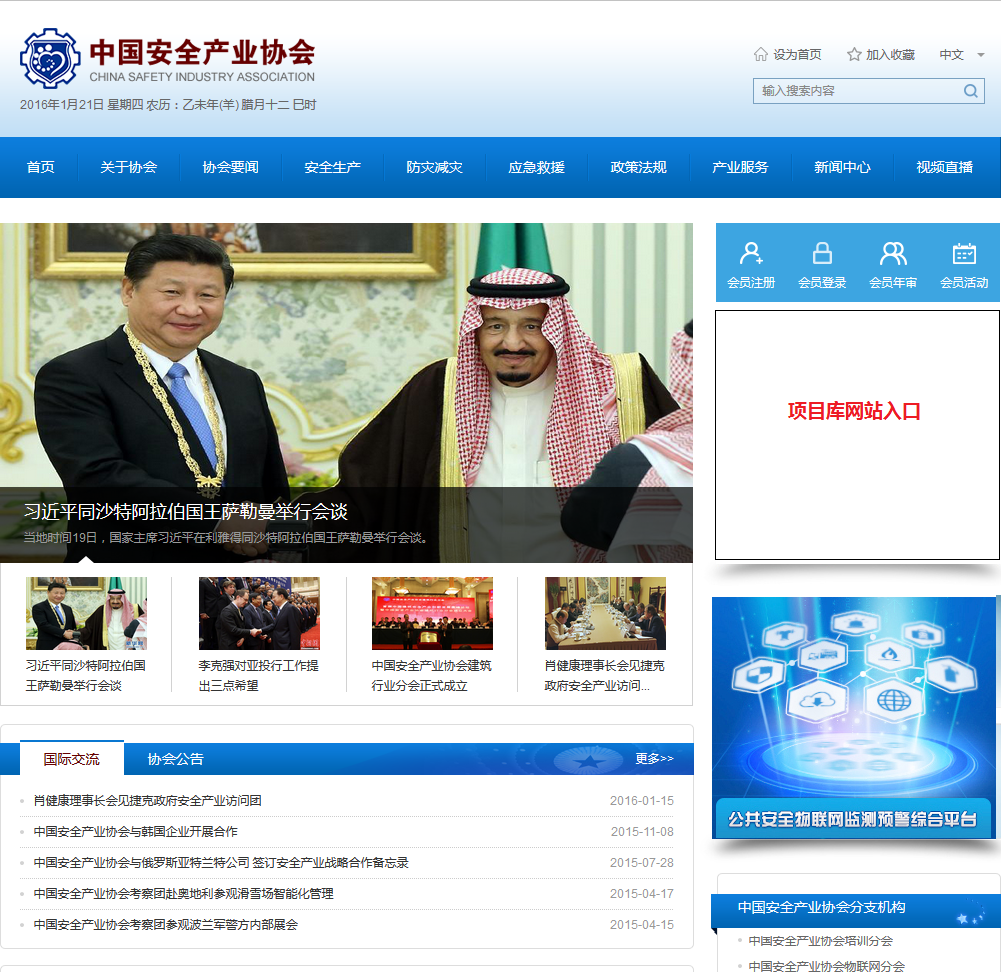 中国安全产业协会
CHINA SAFETY INDUSTRY ASSOCIATION
2016年1月21日 星期四 农历：乙未年(羊) 腊月十二 巳时
设为首页 加入收藏 中文
输入搜索内容
首页 关于协会 协会要闻 安全生产 防灾减灾 应急救援 政策法规 产业服务 新闻中心 视频直播
习近平同沙特阿拉伯国王萨勒曼举行会谈
当地时间19日，国家主席习近平在利雅得同沙特阿拉伯国王萨勒曼举行会谈。
习近平同沙特阿拉伯国
王萨勒曼举行会谈
李克强对亚投行工作提
出三点希望
中国安全产业协会建筑
行业分会正式成立
肖健康理事长会见捷克
政府安全产业访问...
会员注册 会员登录 会员年审 会员活动
项目库网站入口
公共安全物联网监测预警综合平台
国际交流 协会公告 更多>>
肖健康理事长会见捷克政府安全产业访问团 2016-01-15
中国安全产业协会与韩国企业开展合作 2015-11-08
中国安全产业协会与俄罗斯亚特兰特公司 签订安全产业战略合作备忘录 2015-07-28
中国安全产业协会考察团赴奥地利参观滑雪场智能化管理 2015-04-17
中国安全产业协会考察团参观波兰军警方内部展会 2015-04-15
中国安全产业协会分支机构
中国安全产业协会培训分会
中国安全产业协会物联网分会